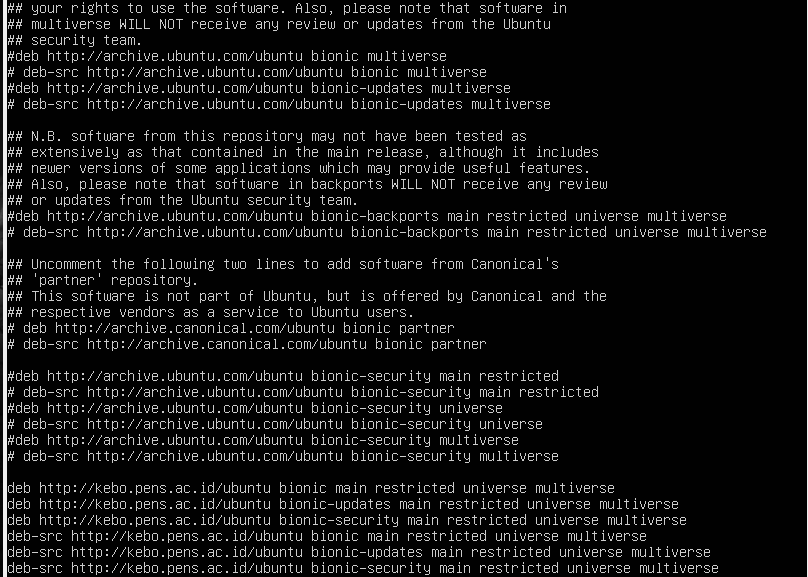 ## your rights to use the software. Also, please note that software in
## multiverse WILL NOT receive any review or updates from the Ubuntu
## security team.
#deb http://archive.ubuntu.com/ubuntu bionic multiverse
# deb-src http://archive.ubuntu.com/ubuntu bionic multiverse
#deb http://archive.ubuntu.com/ubuntu bionic-updates multiverse
# deb-src http://archive.ubuntu.com/ubuntu bionic-updates multiverse

## N.B. software from this repository may not have been tested as
## extensively as that contained in the main release, although it includes
## newer versions of some applications which may provide useful features.
## Also, please note that software in backports WILL NOT receive any review
## or updates from the Ubuntu security team.
#deb http://archive.ubuntu.com/ubuntu bionic-backports main restricted universe multiverse
# deb-src http://archive.ubuntu.com/ubuntu bionic-backports main restricted universe multiverse

## Uncomment the following two lines to add software from Canonical's
## 'partner' repository.
## This software is not part of Ubuntu, but is offered by Canonical and the
## respective vendors as a service to Ubuntu users.
# deb http://archive.canonical.com/ubuntu bionic partner
# deb-src http://archive.canonical.com/ubuntu bionic partner

#deb http://archive.ubuntu.com/ubuntu bionic-security main restricted
# deb-src http://archive.ubuntu.com/ubuntu bionic-security main restricted
#deb http://archive.ubuntu.com/ubuntu bionic-security universe
# deb-src http://archive.ubuntu.com/ubuntu bionic-security universe
#deb http://archive.ubuntu.com/ubuntu bionic-security multiverse
# deb-src http://archive.ubuntu.com/ubuntu bionic-security multiverse

deb http://kebo.pens.ac.id/ubuntu bionic main restricted universe multiverse
deb http://kebo.pens.ac.id/ubuntu bionic-updates main restricted universe multiverse
deb http://kebo.pens.ac.id/ubuntu bionic-security main restricted universe multiverse
deb-src http://kebo.pens.ac.id/ubuntu bionic main restricted universe multiverse
deb-src http://kebo.pens.ac.id/ubuntu bionic-updates main restricted universe multiverse
deb-src http://kebo.pens.ac.id/ubuntu bionic-security main restricted universe multiverse